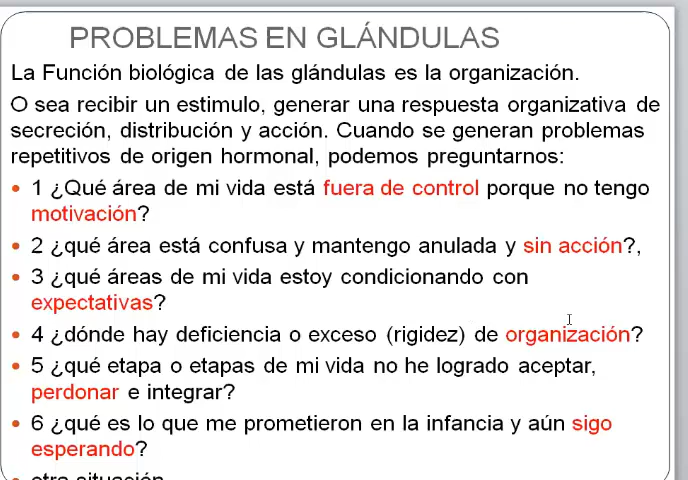 PROBLEMAS EN GLÁNDULAS
La Función biológica de las glándulas es la organización.
O sea recibir un estimulo, generar una respuesta organizativa de
secreción, distribución y acción. Cuando se generan problemas
repetitivos de origen hormonal, podemos preguntarnos:
• 1 ¿Qué área de mi vida está fuera de control porque no tengo
motivación?
• 2 ¿qué área está confusa y mantengo anulada y sin acción?,
• 3 ¿qué áreas de mi vida estoy condicionando con
expectativas?
• 4 ¿dónde hay deficiencia o exceso (rigidez) de organización?
• 5 ¿qué etapa o etapas de mi vida no he logrado aceptar,
perdonar e integrar?
• 6 ¿qué es lo que me prometieron en la infancia y aún sigo
esperando?
• otra situación